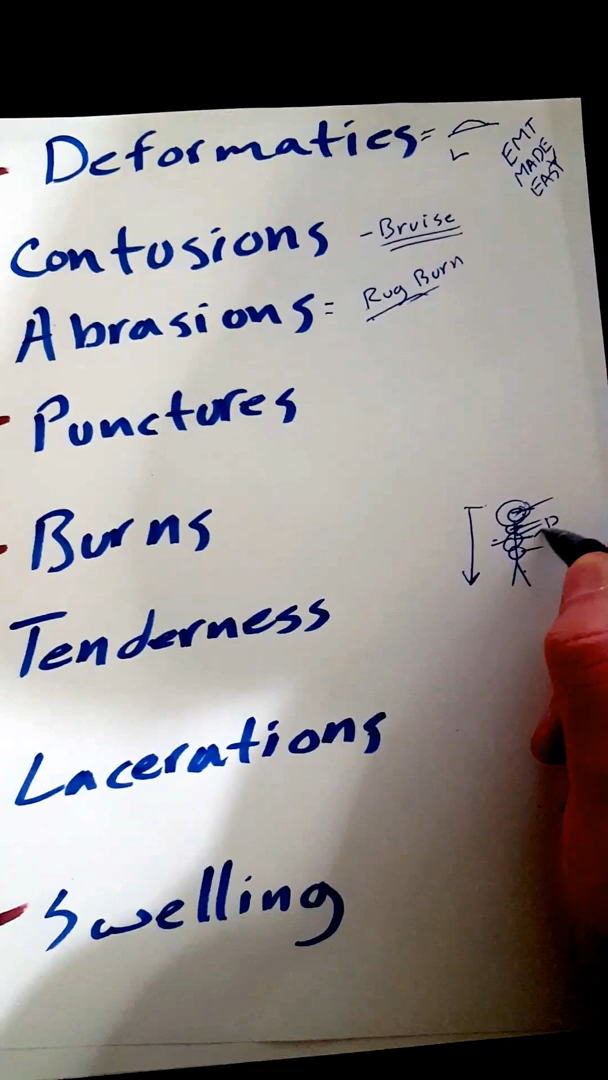 Deformaties=
EMT
MADE
EASY
Contusions - Bruise
Abrasions= Rug Burn
Punctures
Burns
D
Tenderness
Lacerations
Swelling